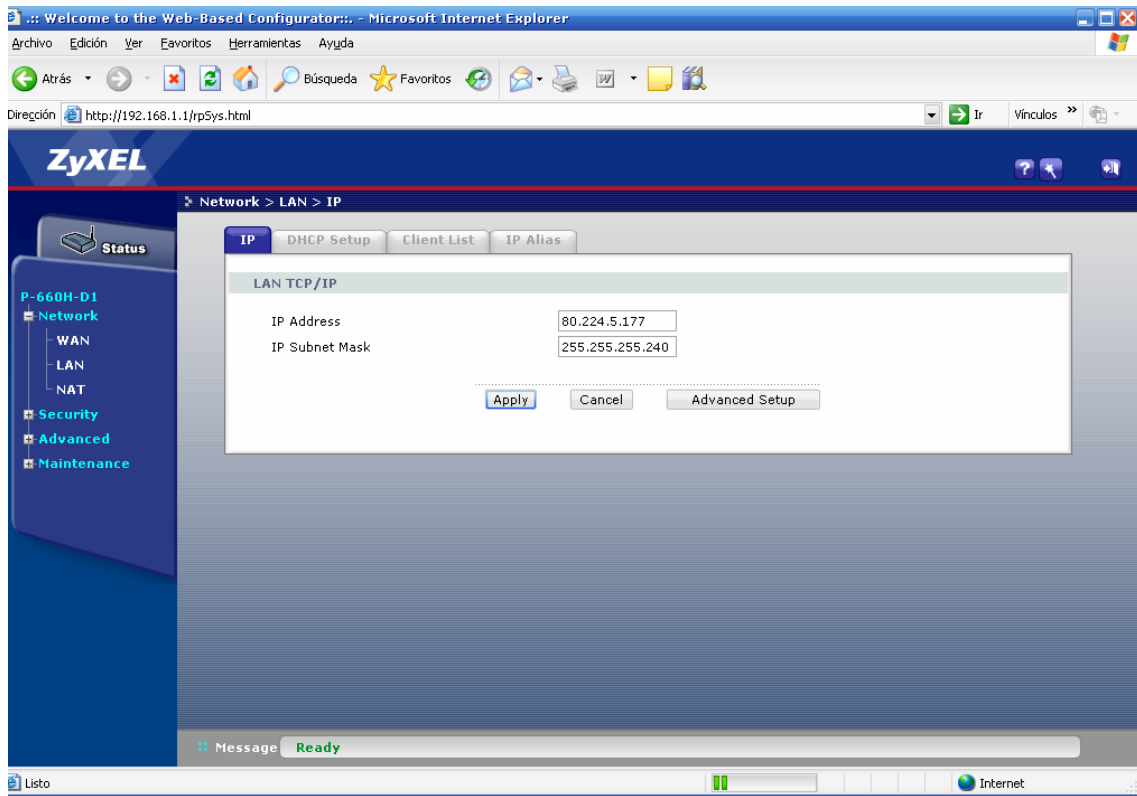 .:: Welcome to the Web-Based Configurator::. - Microsoft Internet Explorer
Archivo Edición Ver Favoritos Herramientas Ayuda
Atrás Búsqueda Favoritos
Dirección http://192.168.1.1/rpSys.html Ir Vínculos »
ZyXEL
Network > LAN > IP
Status
IP DHCP Setup Client List IP Alias
LAN TCP/IP
P-660H-D1
Network
WAN
LAN
NAT
Security
Advanced
Maintenance
IP Address 80.224.5.177
IP Subnet Mask 255.255.255.240
Apply Cancel Advanced Setup
Message Ready
Listo Internet